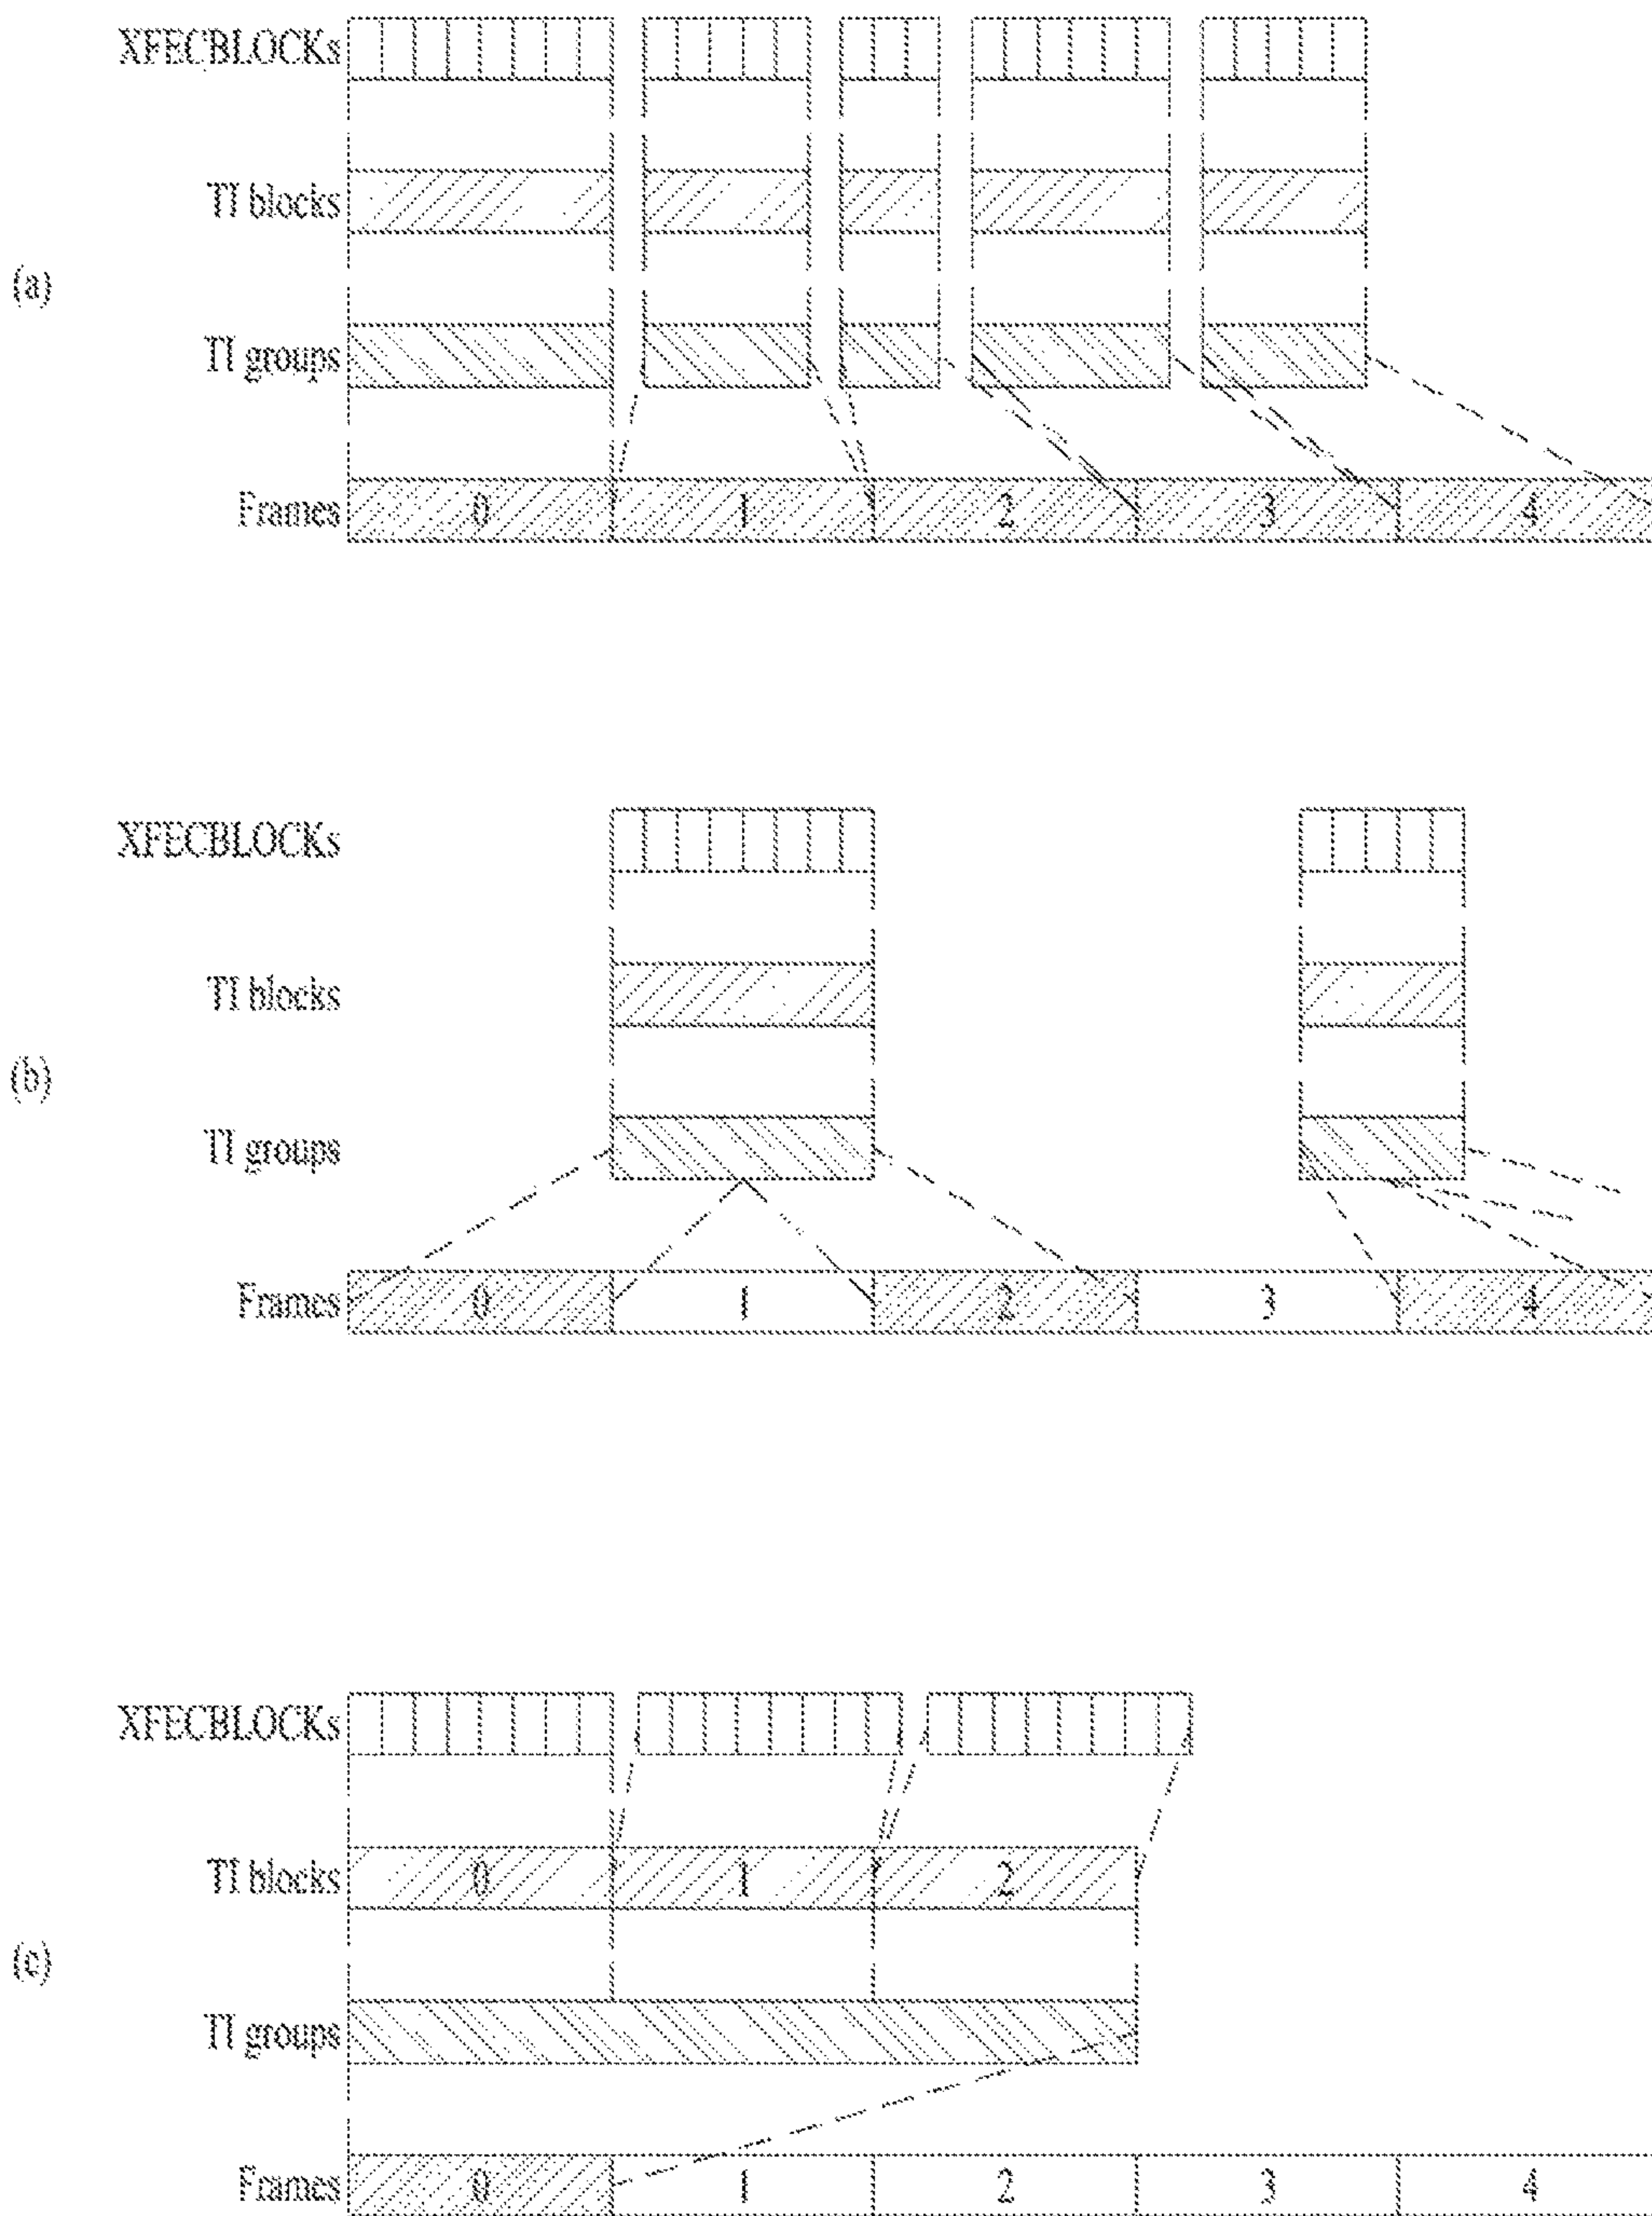 XFECBLOCKs
TI blocks
(a)
TI groups
Frames 0 1 2 3 4
XFECBLOCKs
TI blocks
(b)
TI groups
Frames 0 1 2 3 4
XFECBLOCKs
TI blocks 0 1 2
(c)
TI groups
Frames 0 1 2 3 4